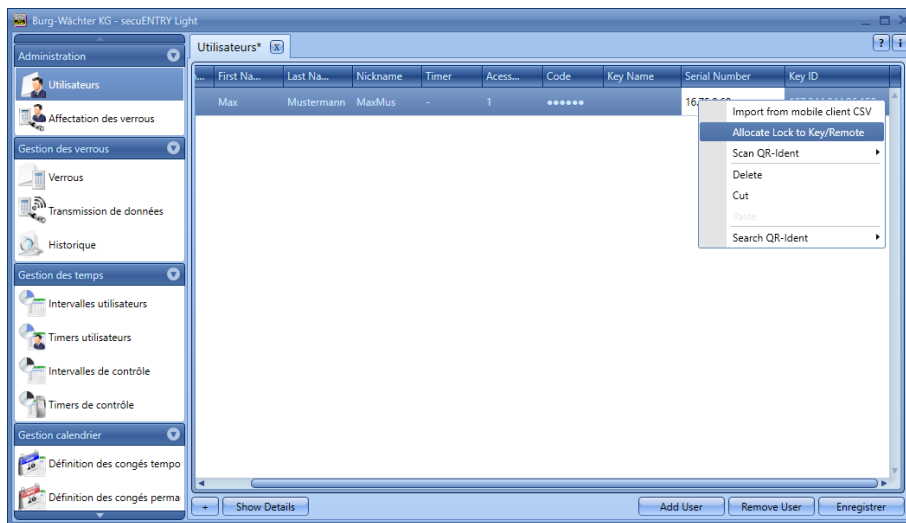 Burg-Wächter KG - secuENTRY Light
Administration
Utilisateurs
Affectation des verrous
Gestion des verrous
Verrous
Transmission de données
Historique
Gestion des temps
Intervalles utilisateurs
Timers utilisateurs
Intervalles de contrôle
Timers de contrôle
Gestion calendrier
Définition des congés tempo
Définition des congés perma
Utilisateurs* x
? i
... First Na... Last Na... Nickname Timer Acess... Code Key Name Serial Number Key ID
Max Mustermann MaxMus - 1 ●●●●●●
Import from mobile client CSV
Allocate Lock to Key/Remote
Scan QR-Ident
Delete
Cut
Paste
Search QR-Ident
+ Show Details Add User Remove User Enregistrer